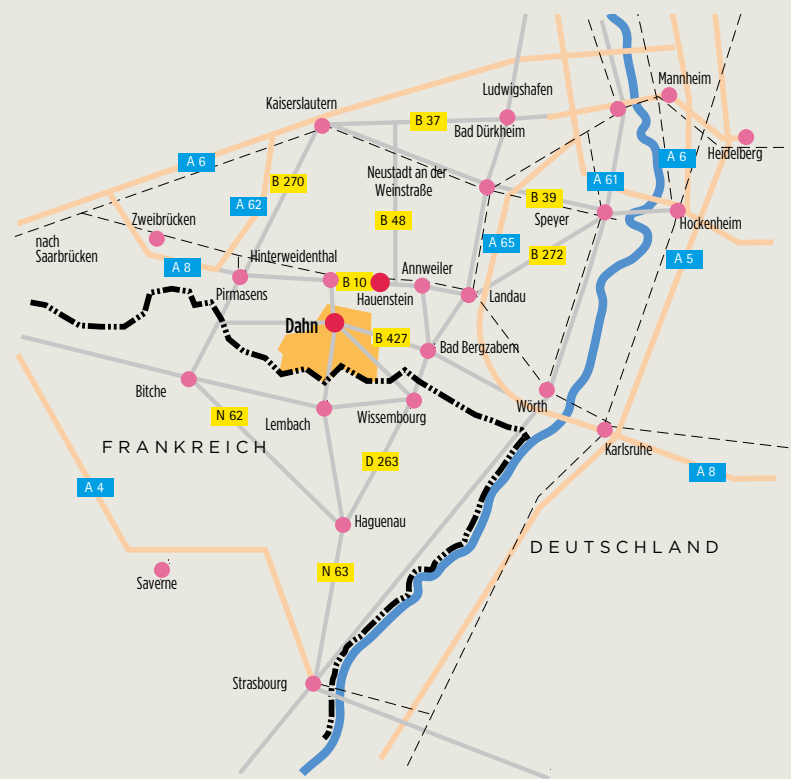 Mannheim
Ludwigshafen
Kaiserslautern
B 37
Bad Dürkheim
Heidelberg
A 6
A 6
Neustadt an der
Weinstraße
B 270
A 61
B 39
A 62
Speyer
Hockenheim
Zweibrücken
B 48
nach
Saarbrücken
A 65
B 272
Hinterweidenthal
A 8
A 5
Annweiler
B 10
Pirmasens
Hauenstein
Landau
Dahn
B 427
Bad Bergzabern
Bitche
Wörth
N 62
Lembach
Wissembourg
FRANKREICH
Karlsruhe
D 263
A 8
A 4
Haguenau
DEUTSCHLAND
N 63
Saverne
Strasbourg